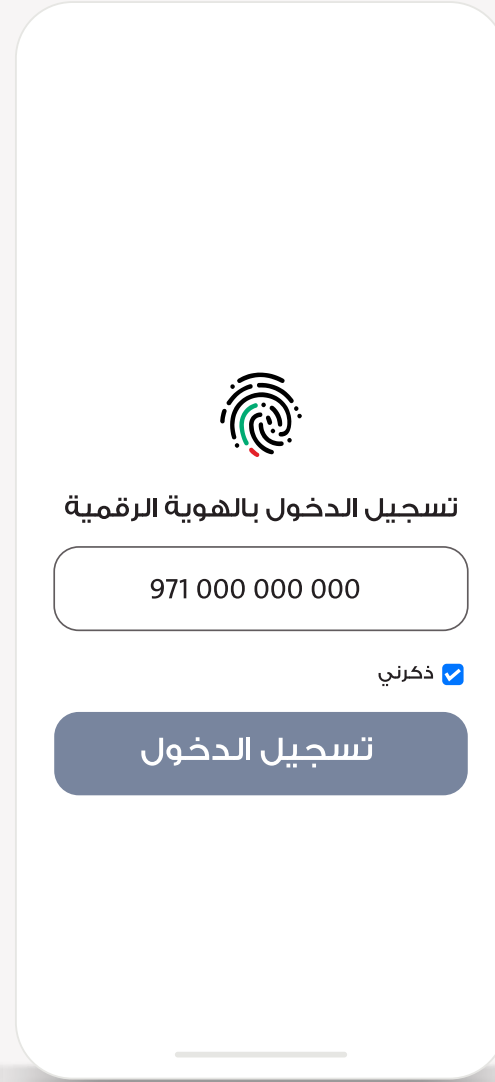 تسجيل الدخول بالهوية الرقمية
971 000 000 000
ذكرني
تسجيل الدخول